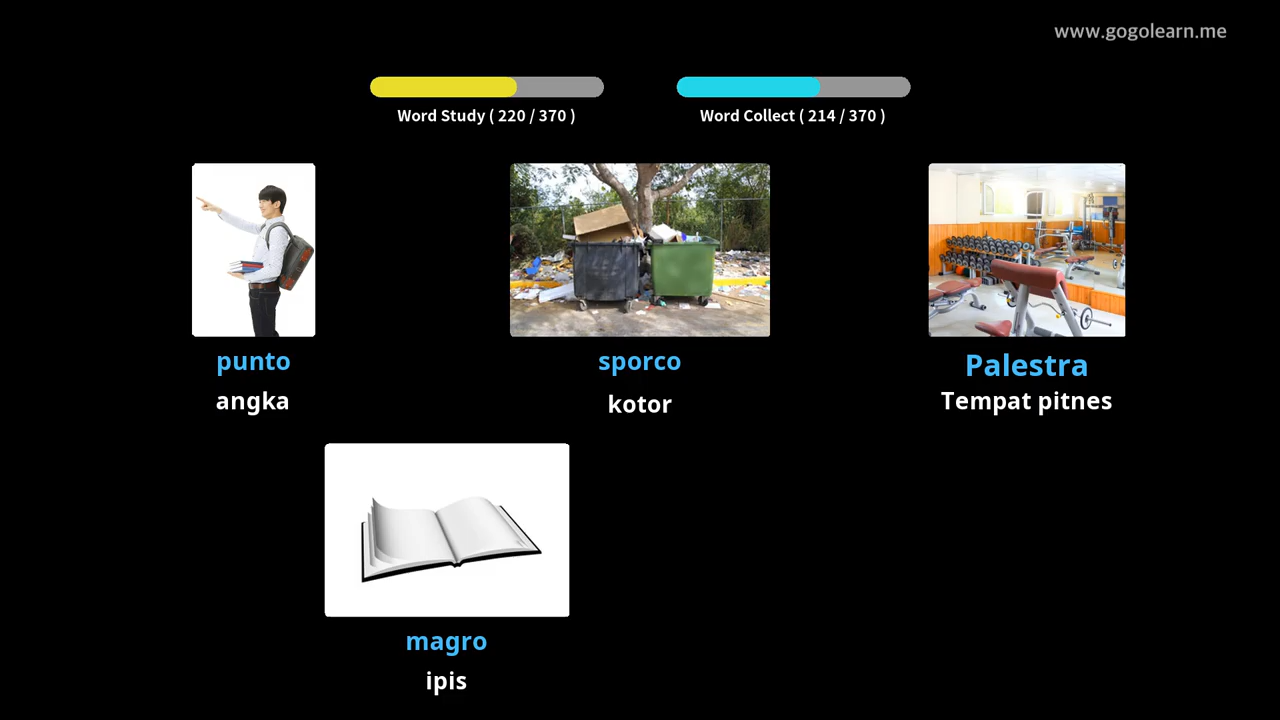 www.gogolearn.me
Word Study ( 220 / 370 )
Word Collect ( 214 / 370 )
punto
angka
sporco
kotor
Palestra
Tempat pitnes
magro
ipis